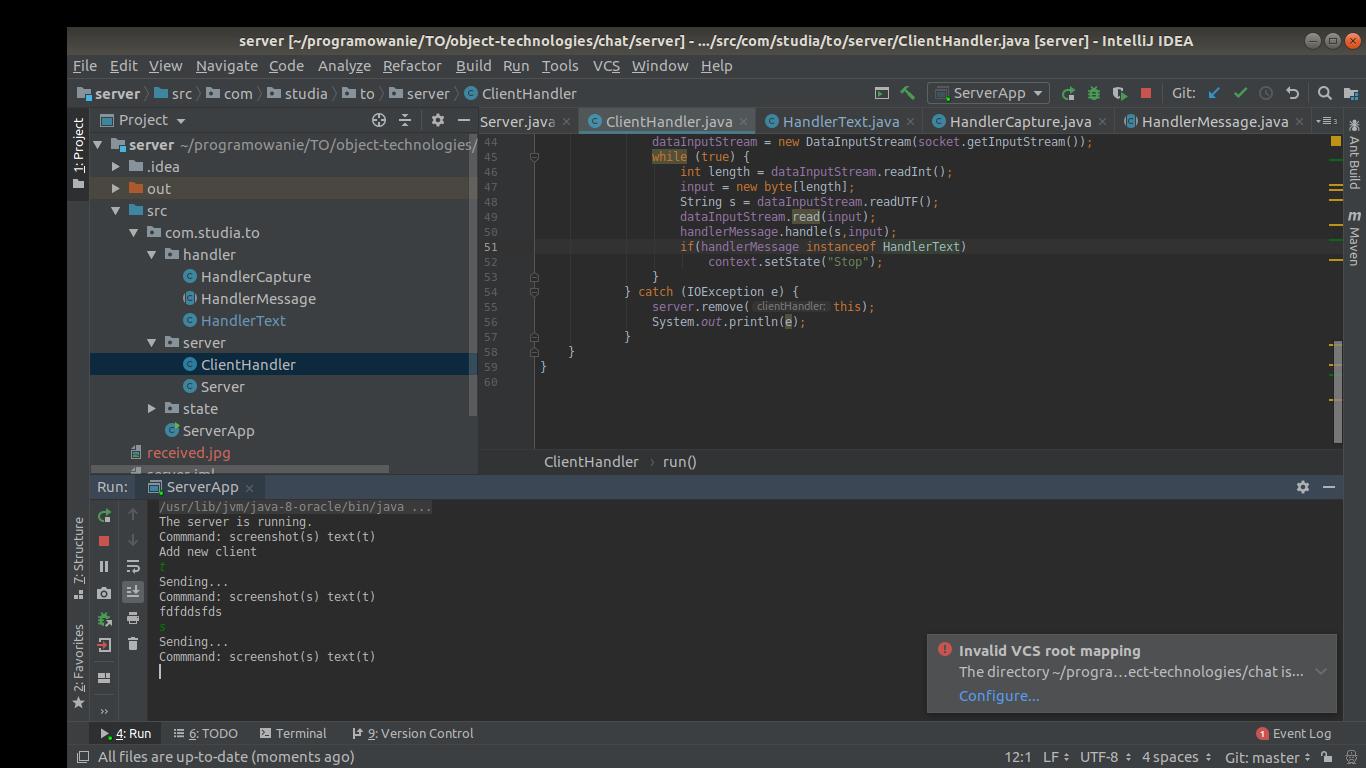 server [~/programowanie/TO/object-technologies/chat/server] - .../src/com/studia/to/server/ClientHandler.java [server] - IntelliJ IDEA
File Edit View Navigate Code Analyze Refactor Build Run Tools VCS Window Help
server src com studia to server ClientHandler ServerApp Git:
1: Project
Project
server ~/programowanie/TO/object-technologies/
.idea
out
src
com.studia.to
handler
HandlerCapture
HandlerMessage
HandlerText
server
ClientHandler
Server
state
ServerApp
received.jpg
server.iml
Server.java ClientHandler.java HandlerText.java HandlerCapture.java HandlerMessage.java
44 dataInputStream = new DataInputStream(socket.getInputStream());
45 while (true) {
46 int length = dataInputStream.readInt();
47 input = new byte[length];
48 String s = dataInputStream.readUTF();
49 dataInputStream.read(input);
50 handlerMessage.handle(s,input);
51 if(handlerMessage instanceof HandlerText)
52 context.setState("Stop");
53 }
54 } catch (IOException e) {
55 server.remove( clientHandler: this);
56 System.out.println(e);
57 }
58 }
59 }
60
ClientHandler › run()
Ant Build
Maven
Run: ServerApp
/usr/lib/jvm/java-8-oracle/bin/java ...
The server is running.
Commmand: screenshot(s) text(t)
Add new client
t
Sending...
Commmand: screenshot(s) text(t)
fdfddsfds
s
Sending...
Commmand: screenshot(s) text(t)
7: Structure
2: Favorites
Invalid VCS root mapping
The directory ~/progra…ect-technologies/chat is...
Configure...
4: Run 6: TODO Terminal 9: Version Control 1 Event Log
All files are up-to-date (moments ago) 12:1 LF UTF-8 4 spaces Git: master